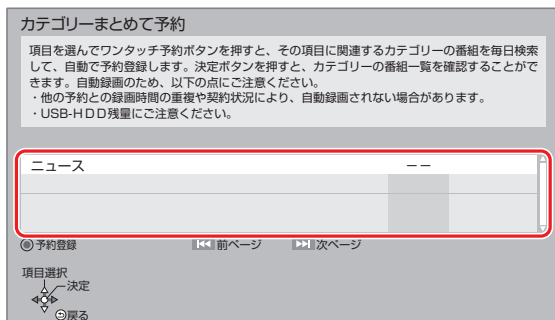 カテゴリーまとめて予約
項目を選んでワンタッチ予約ボタンを押すと、その項目に関連するカテゴリーの番組を毎日検索
して、自動で予約登録します。決定ボタンを押すと、カテゴリーの番組一覧を確認することがで
きます。自動録画のため、以下の点にご注意ください。
・他の予約との録画時間の重複や契約状況により、自動録画されない場合があります。
・USB-HDD残量にご注意ください。
ニュース －－
予約登録 前ページ 次ページ
項目選択
決定
戻る